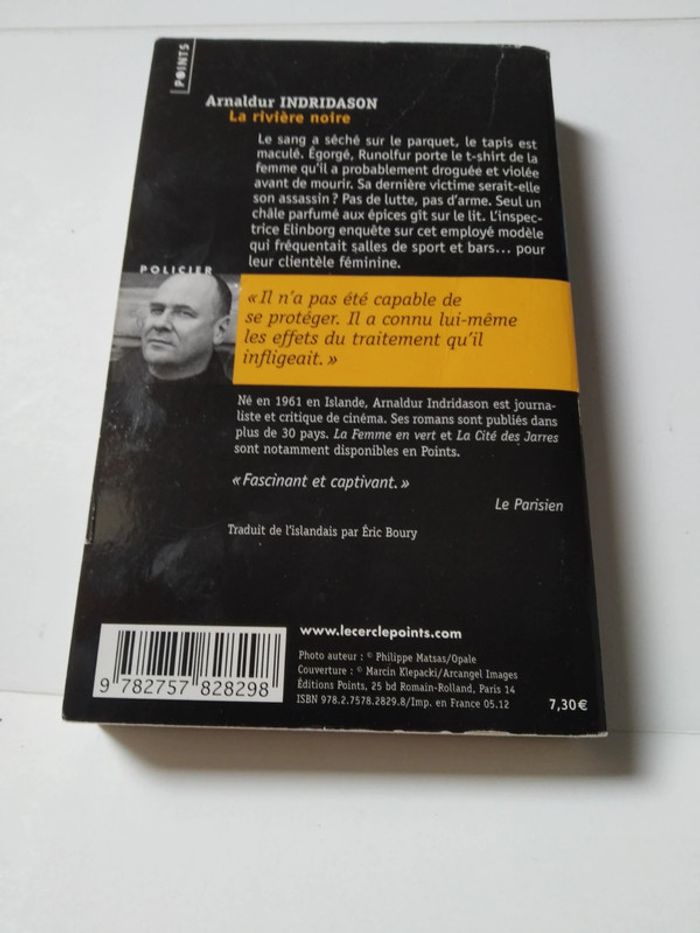 POINTS
Arnaldur INDRIDASON
La rivière noire
Le sang a séché sur le parquet, le tapis est
maculé. Égorgé, Runolfur porte le t-shirt de la
femme qu'il a probablement droguée et violée
avant de mourir. Sa dernière victime serait-elle
son assassin ? Pas de lutte, pas d'arme. Seul un
châle parfumé aux épices gît sur le lit. L'inspec-
trice Elinborg enquête sur cet employé modèle
qui fréquentait salles de sport et bars... pour
leur clientèle féminine.
POLICIER
« Il n'a pas été capable de
se protéger. Il a connu lui-même
les effets du traitement qu'il
infligeait. »
Né en 1961 en Islande, Arnaldur Indridason est journa-
liste et critique de cinéma. Ses romans sont publiés dans
plus de 30 pays. La Femme en vert et La Cité des Jarres
sont notamment disponibles en Points.
« Fascinant et captivant. »
Le Parisien
Traduit de l'islandais par Éric Boury
www.lecerclepoints.com
Photo auteur : © Philippe Matsas/Opale
Couverture : © Marcin Klepacki/Arcangel Images
Éditions Points, 25 bd Romain-Rolland, Paris 14
ISBN 978.2.7578.2829.8/Imp. en France 05.12
7,30€
9 782757 828298